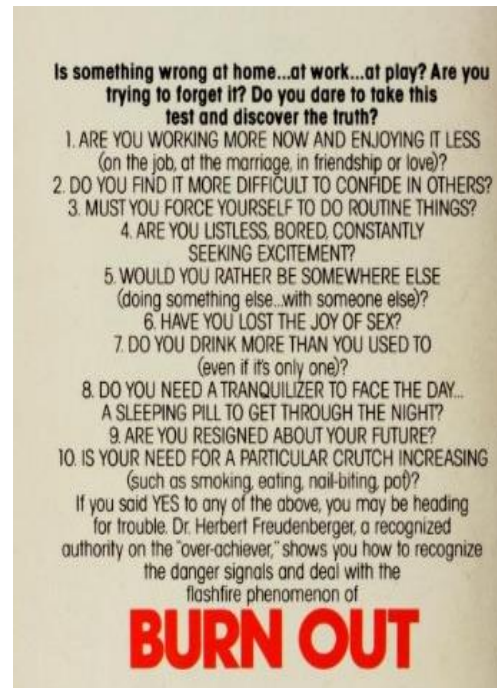 Is something wrong at home...at work...at play? Are you
trying to forget it? Do you dare to take this
test and discover the truth?
1. ARE YOU WORKING MORE NOW AND ENJOYING IT LESS
(on the job, at the marriage, in friendship or love)?
2. DO YOU FIND IT MORE DIFFICULT TO CONFIDE IN OTHERS?
3. MUST YOU FORCE YOURSELF TO DO ROUTINE THINGS?
4. ARE YOU LISTLESS, BORED, CONSTANTLY
SEEKING EXCITEMENT?
5. WOULD YOU RATHER BE SOMEWHERE ELSE
(doing something else...with someone else)?
6. HAVE YOU LOST THE JOY OF SEX?
7. DO YOU DRINK MORE THAN YOU USED TO
(even if it's only one)?
8. DO YOU NEED A TRANQUILIZER TO FACE THE DAY...
A SLEEPING PILL TO GET THROUGH THE NIGHT?
9. ARE YOU RESIGNED ABOUT YOUR FUTURE?
10. IS YOUR NEED FOR A PARTICULAR CRUTCH INCREASING
(such as smoking, eating, nail-biting, pot)?
If you said YES to any of the above, you may be heading
for trouble. Dr. Herbert Freudenberger, a recognized
authority on the "over-achiever," shows you how to recognize
the danger signals and deal with the
flashfire phenomenon of
BURN OUT